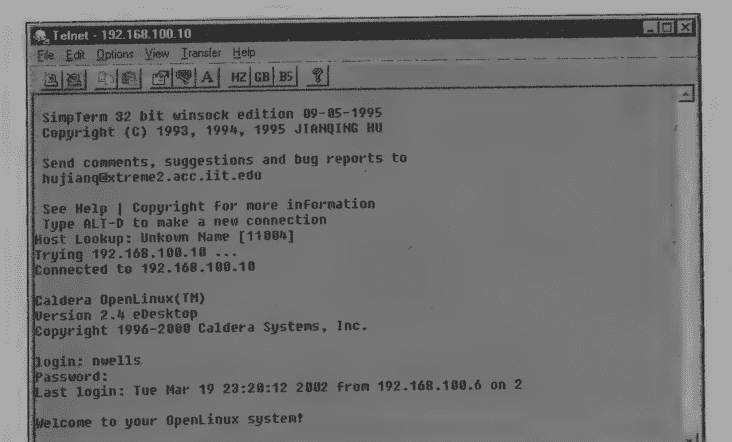 Telnet - 192.168.100.10
File Edit Options View Transfer Help
A HZ GB B5 ?
SimpTerm 32 bit winsock edition 09-05-1995
Copyright (C) 1993, 1994, 1995 JIANQING HU
Send comments, suggestions and bug reports to
hujianq@xtreme2.acc.iit.edu
See Help | Copyright for more information
Type ALT-D to make a new connection
Host Lookup: Unkown Name [11004]
Trying 192.168.100.10 ...
Connected to 192.168.100.10
Caldera OpenLinux(TM)
Version 2.4 eDesktop
Copyright 1996-2000 Caldera Systems, Inc.
login: nwells
Password:
Last login: Tue Mar 19 23:20:12 2002 from 192.168.100.6 on 2
Welcome to your OpenLinux system!